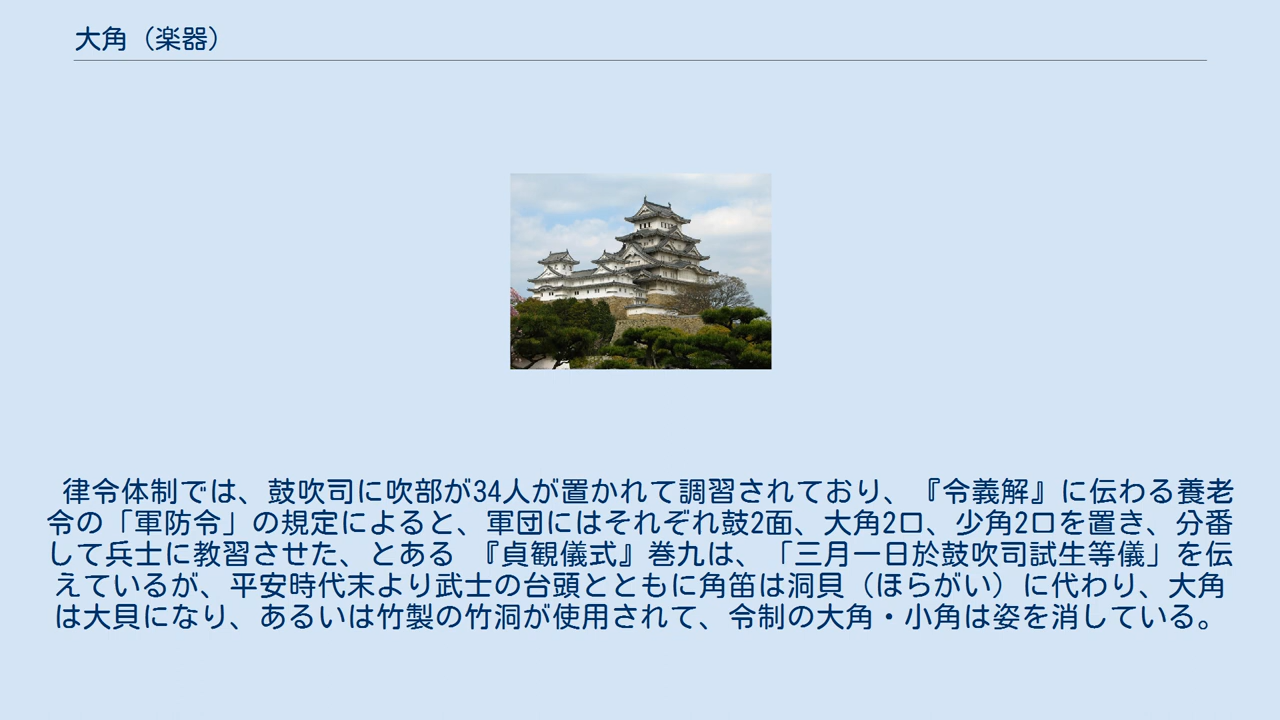 大角（楽器）
律令体制では、鼓吹司に吹部が34人が置かれて調習されており、『令義解』に伝わる養老
令の「軍防令」の規定によると、軍団にはそれぞれ鼓2面、大角2口、少角2口を置き、分番
して兵士に教習させた、とある 『貞観儀式』巻九は、「三月一日於鼓吹司試生等儀」を伝
えているが、平安時代末より武士の台頭とともに角笛は洞貝（ほらがい）に代わり、大角
は大貝になり、あるいは竹製の竹洞が使用されて、令制の大角・小角は姿を消している。